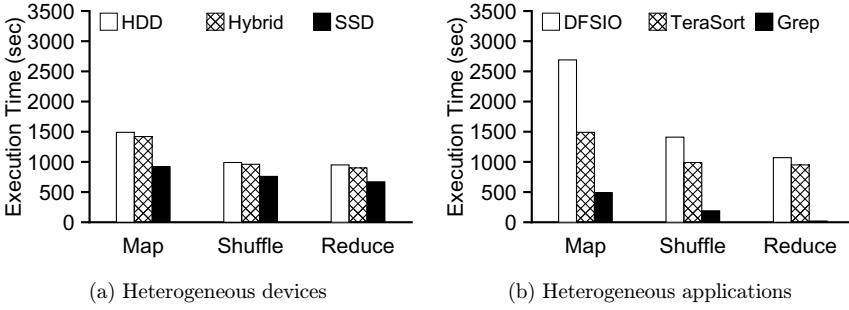 Execution Time (sec)
3500
3000
2500
2000
1500
1000
500
0
HDD Hybrid SSD
Map Shuffle Reduce
(a) Heterogeneous devices
Execution Time (sec)
3500
3000
2500
2000
1500
1000
500
0
DFSIO TeraSort Grep
Map Shuffle Reduce
(b) Heterogeneous applications